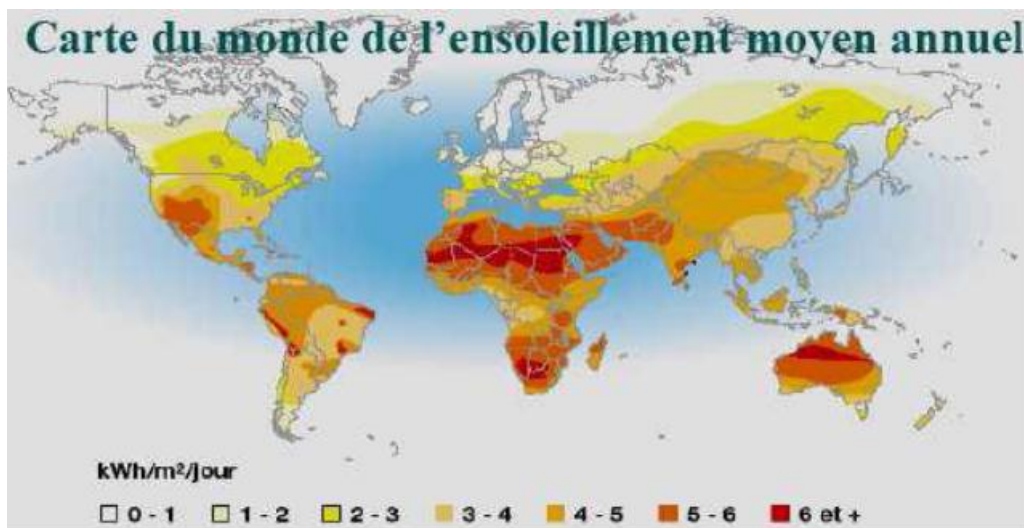 Carte du monde de l’ensoleillement moyen annuel
kWh/m²/jour
0 - 1 1 - 2 2 - 3 3 - 4 4 - 5 5 - 6 6 et +